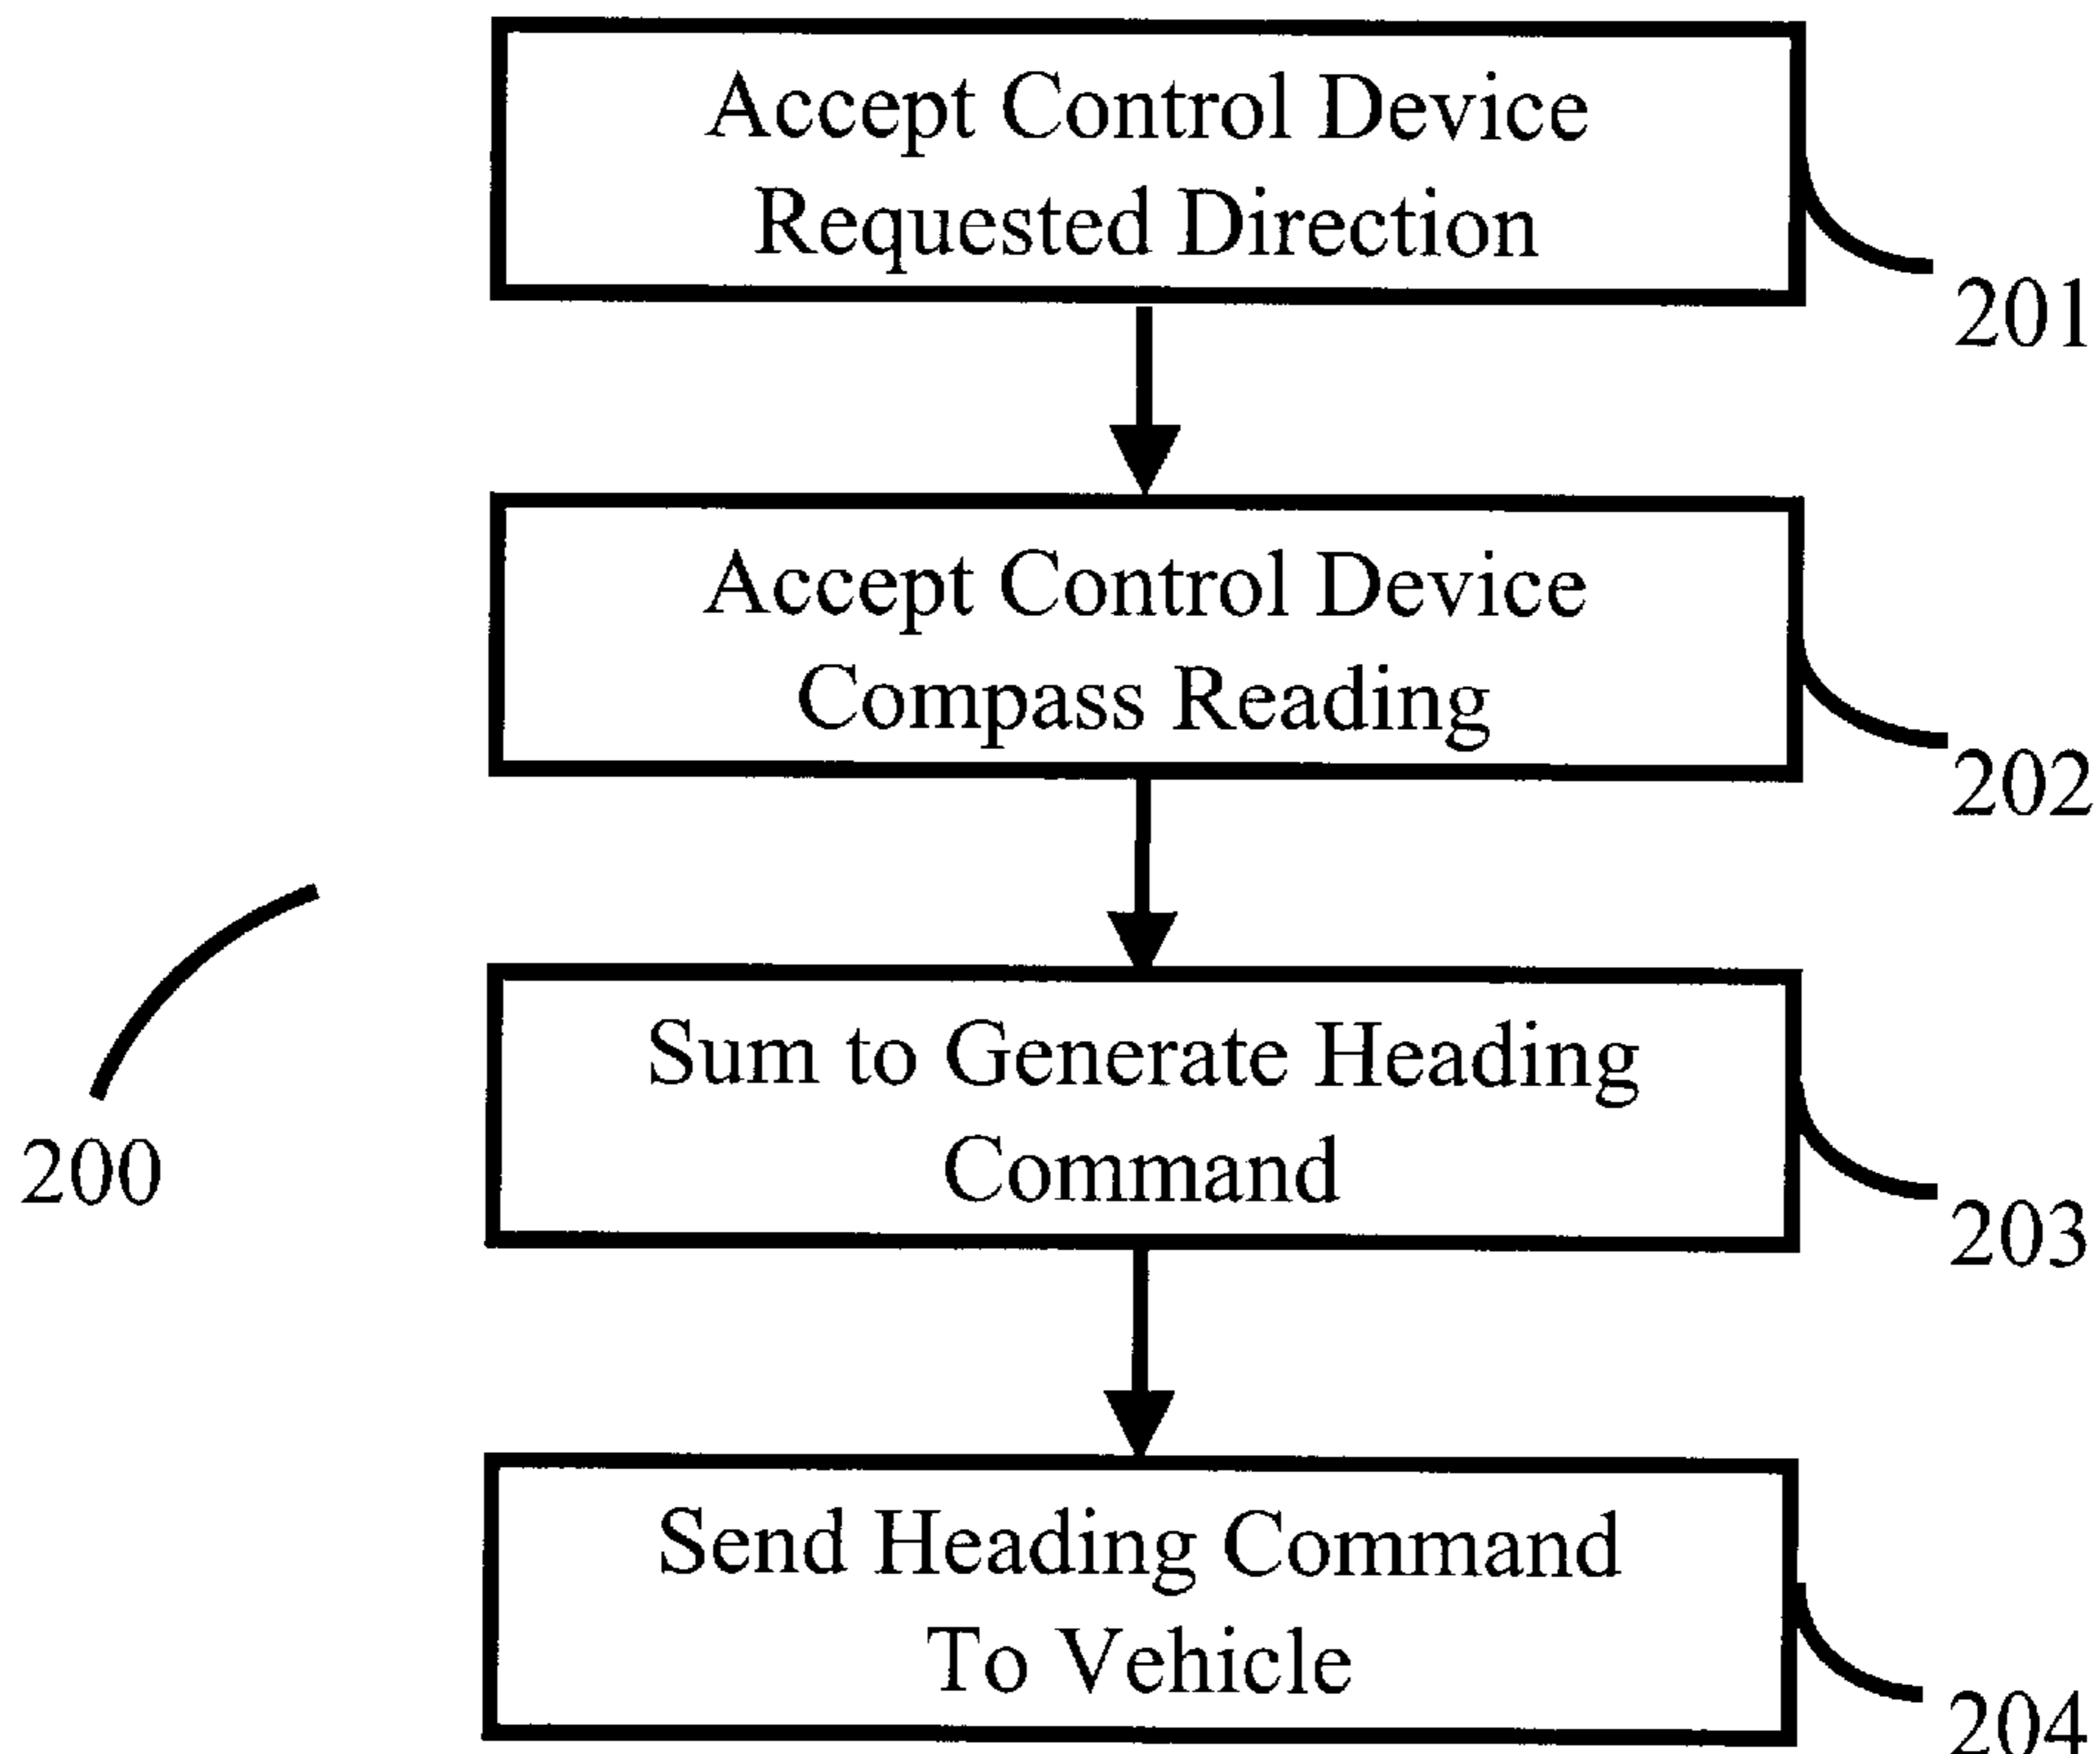 Accept Control Device
Requested Direction
201
Accept Control Device
Compass Reading
202
200
Sum to Generate Heading
Command
203
Send Heading Command
To Vehicle
204